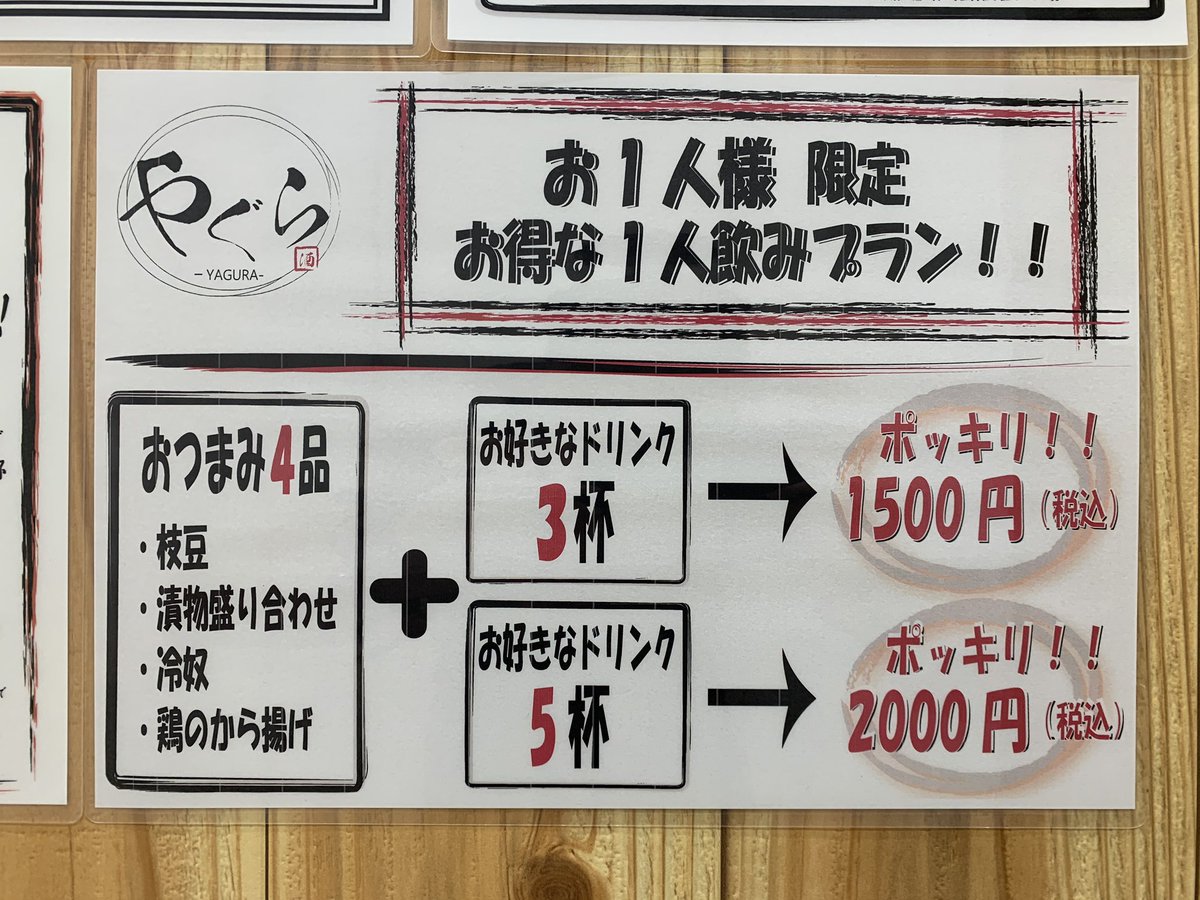 やぐら
酒
－YAGURA-
お１人様 限定
お得な１人飲みプラン！！
おつまみ4品
・枝豆
・漬物盛り合わせ
・冷奴
・鶏のから揚げ
＋
お好きなドリンク
3杯
→
ポッキリ！！
1500円（税込）
お好きなドリンク
5杯
→
ポッキリ！！
2000円（税込）